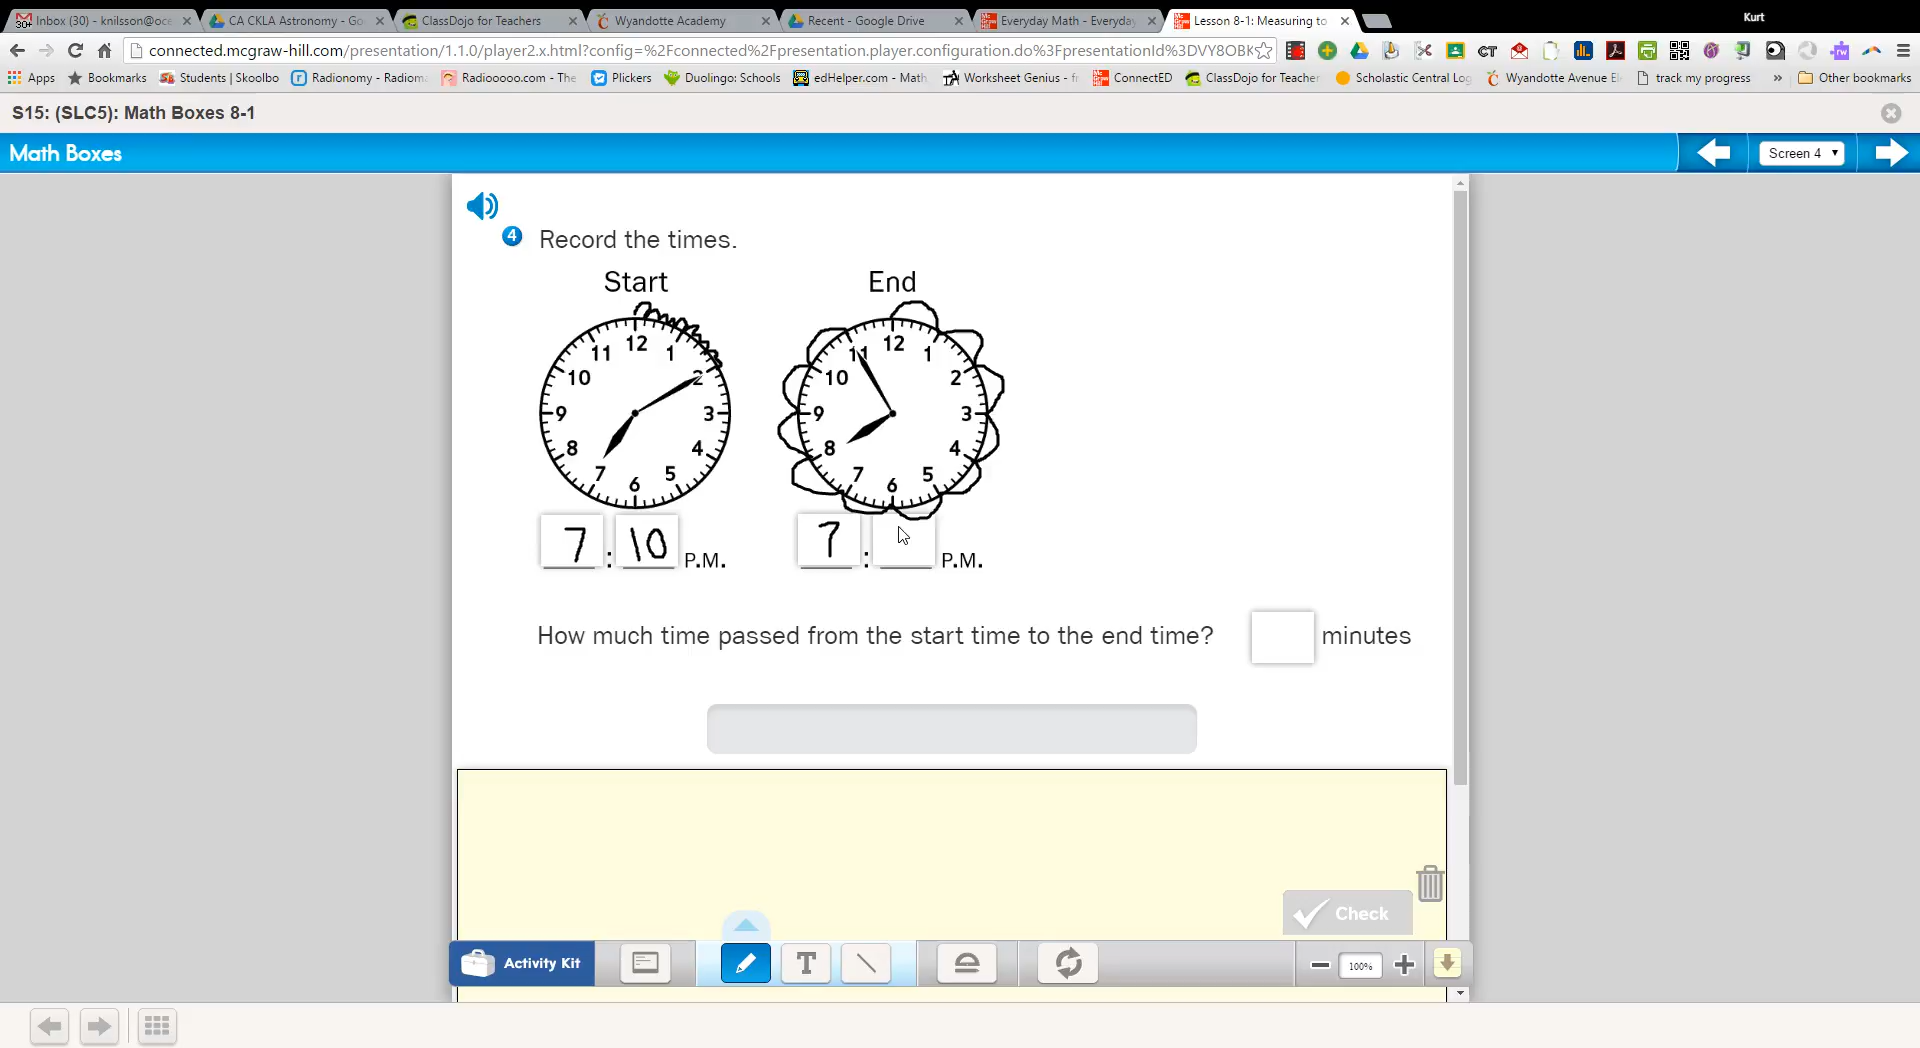 Kurt
Inbox (30) - knilsson@oce
CA CKLA Astronomy - Go
ClassDojo for Teachers
Wyandotte Academy
Recent - Google Drive
Everyday Math - Everyday
Lesson 8-1: Measuring to
connected.mcgraw-hill.com/presentation/1.1.0/player2.x.html?config=%2Fconnected%2Fpresentation.player.configuration.do%3FpresentationId%3DVY8OBK
Apps
Bookmarks
Students | Skoolbo
Radionomy - Radiom
Radiooooo.com - The
Plickers
Duolingo: Schools
edHelper.com - Math
Worksheet Genius - f
ConnectED
ClassDojo for Teacher
Scholastic Central Log
Wyandotte Avenue E
track my progress
»
Other bookmarks
S15: (SLC5): Math Boxes 8-1
Math Boxes
Screen 4
4 Record the times.
Start
End
12 1 2 3 4 5 6 7 8 9 10 11
12 1 2 3 4 5 6 7 8 9 10 11
7 : 10 P.M.
7 : P.M.
How much time passed from the start time to the end time? minutes
Check
Activity Kit
T
100%